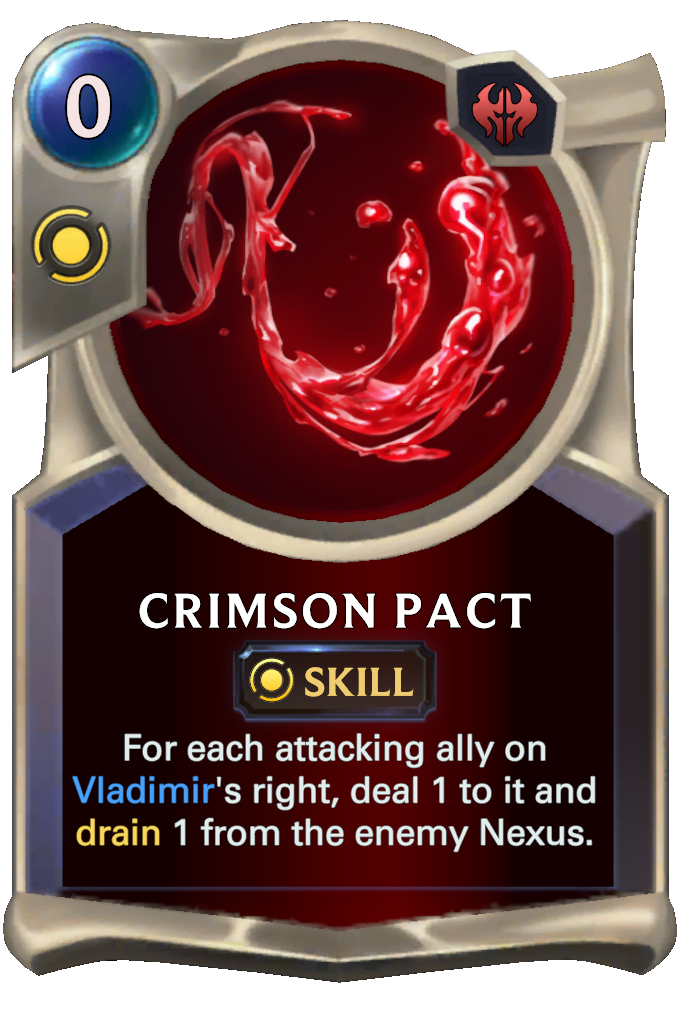 0
CRIMSON PACT
SKILL
For each attacking ally on
Vladimir's right, deal 1 to it and
drain 1 from the enemy Nexus.